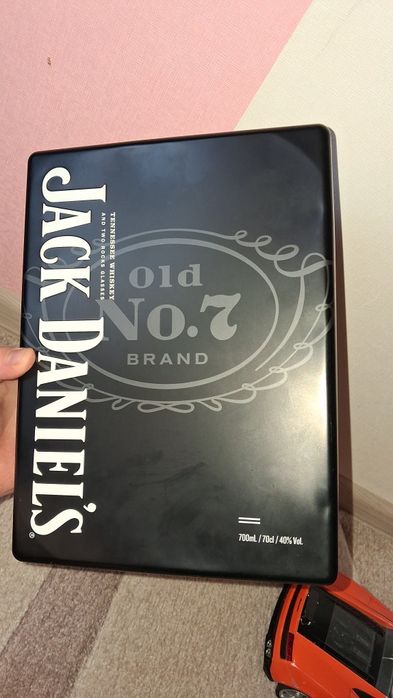 JACK DANIEL'S®
TENNESSEE WHISKEY
AND TWO ROCKS GLASSES
Old
No.7
BRAND
700mL / 70cl / 40% Vol.